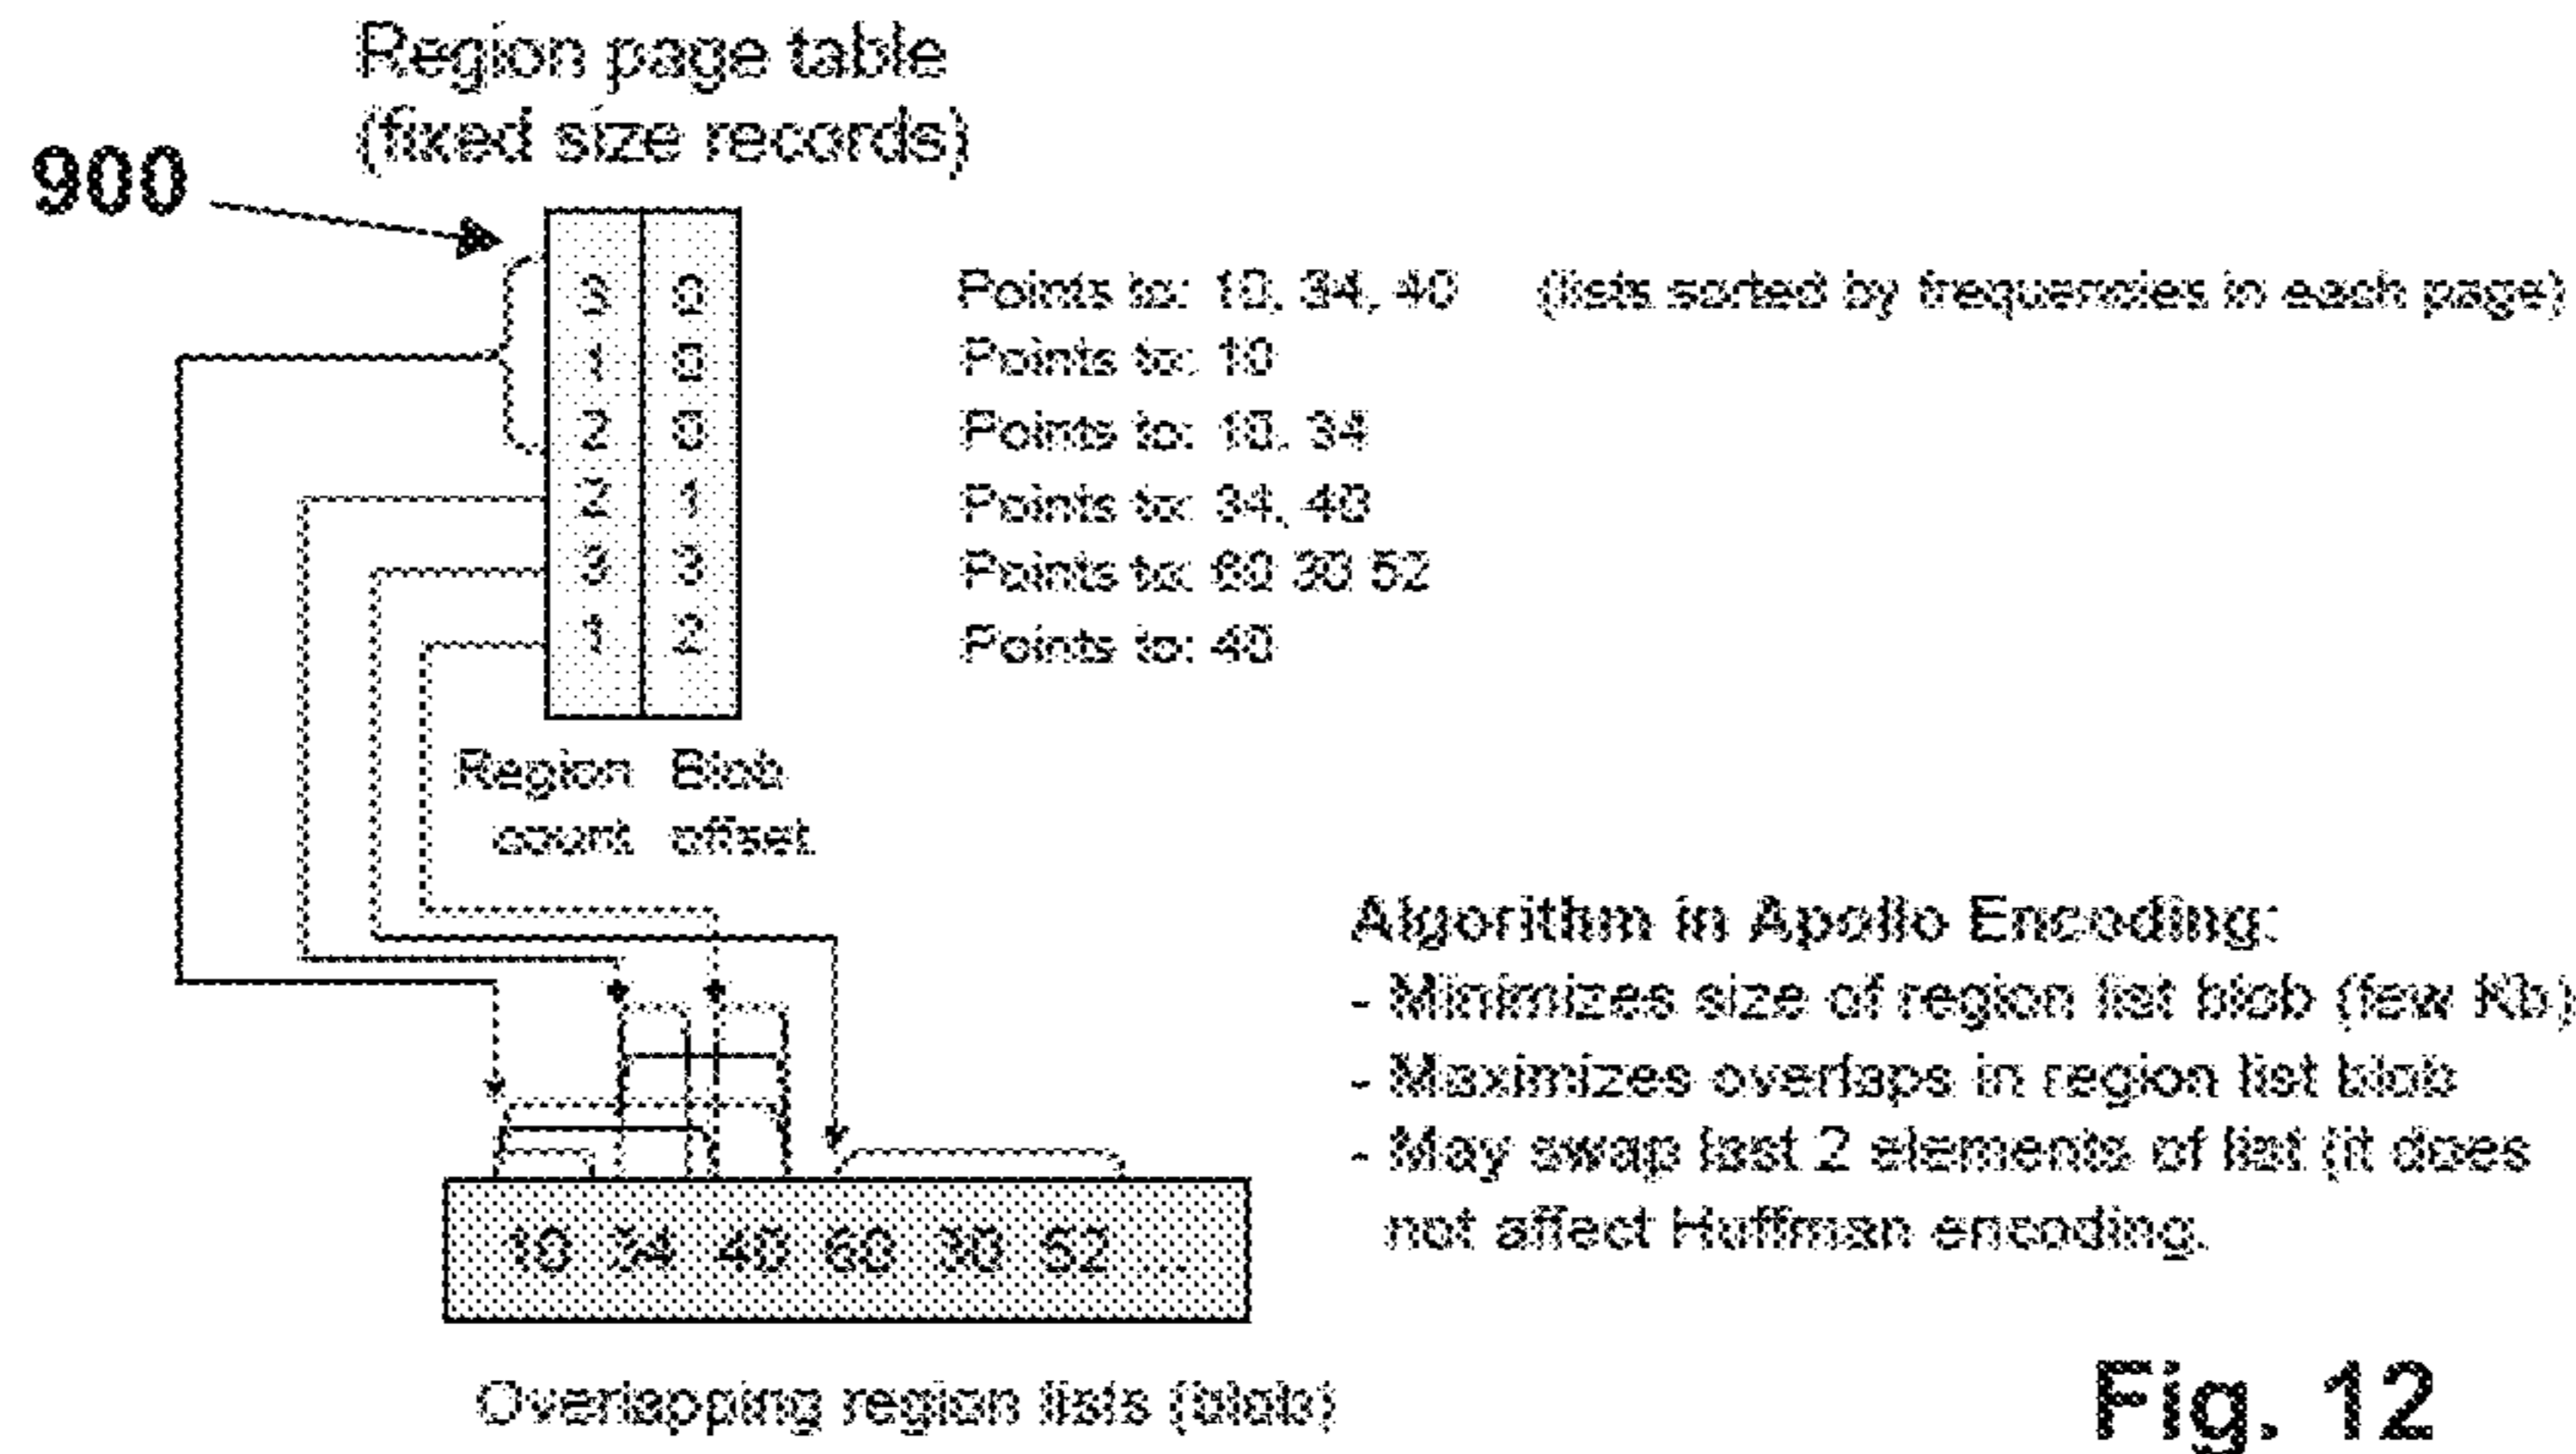 Region page table
(fixed size records)
900
3 0 Points to: 10, 34, 40 (lists sorted by frequencies in each page)
1 0 Points to: 10
2 0 Points to: 10, 34
2 1 Points to: 34, 40
3 3 Points to: 60 30 52
1 2 Points to: 40
Region Blob
count offset
Algorithm in Apollo Encoding:
- Minimizes size of region list blob (few Kb)
- Maximizes overlaps in region list blob
- May swap last 2 elements of list (it does
not affect Huffman encoding.
10 34 40 60 30 52 ...
Overlapping region lists (blob)
Fig. 12